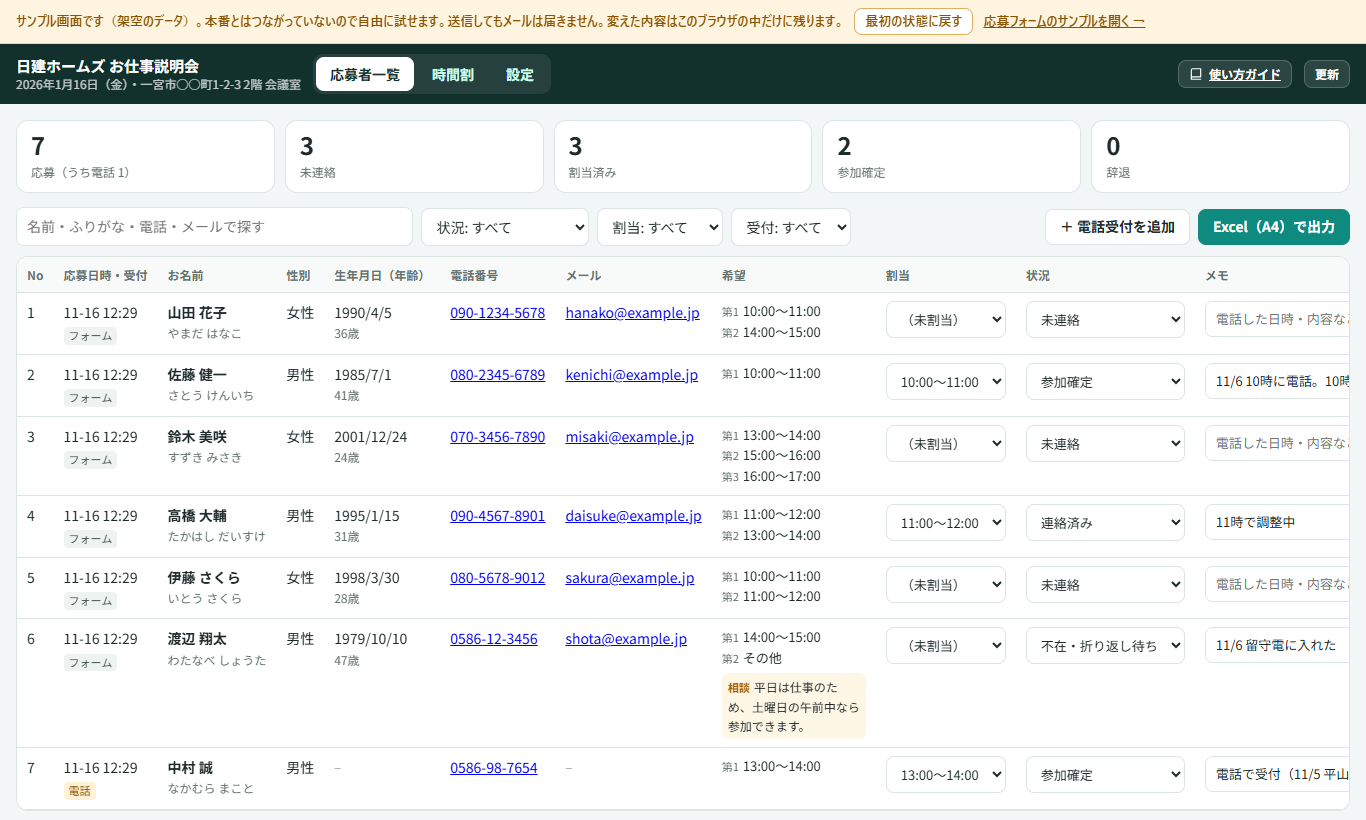 サンプル画面です（架空のデータ）。本番とはつながっていないので自由に試せます。送信してもメールは届きません。変えた内容はこのブラウザの中だけに残ります。 最初の状態に戻す 応募フォームのサンプルを開く→
日建ホームズ お仕事説明会
2026年1月16日（金）・一宮市〇〇町1-2-3 2階 会議室
応募者一覧 時間割 設定
使い方ガイド 更新
7
応募（うち電話 1）
3
未連絡
3
割当済み
2
参加確定
0
辞退
名前・ふりがな・電話・メールで探す 状況: すべて 割当: すべて 受付: すべて ＋ 電話受付を追加 Excel（A4）で出力
No 応募日時・受付 お名前 性別 生年月日（年齢） 電話番号 メール 希望 割当 状況 メモ
1 11-16 12:29 山田 花子 女性 1990/4/5 090-1234-5678 hanako@example.jp 第1 10:00〜11:00 （未割当） 未連絡 電話した日時・内容な
フォーム やまだ はなこ 36歳 第2 14:00〜15:00
2 11-16 12:29 佐藤 健一 男性 1985/7/1 080-2345-6789 kenichi@example.jp 第1 10:00〜11:00 10:00〜11:00 参加確定 11/6 10時に電話。10時
フォーム さとう けんいち 41歳
3 11-16 12:29 鈴木 美咲 女性 2001/12/24 070-3456-7890 misaki@example.jp 第1 13:00〜14:00 （未割当） 未連絡 電話した日時・内容な
フォーム すずき みさき 24歳 第2 15:00〜16:00
第3 16:00〜17:00
4 11-16 12:29 高橋 大輔 男性 1995/1/15 090-4567-8901 daisuke@example.jp 第1 11:00〜12:00 11:00〜12:00 連絡済み 11時で調整中
フォーム たかはし だいすけ 31歳 第2 13:00〜14:00
5 11-16 12:29 伊藤 さくら 女性 1998/3/30 080-5678-9012 sakura@example.jp 第1 10:00〜11:00 （未割当） 未連絡 電話した日時・内容な
フォーム いとう さくら 28歳 第2 11:00〜12:00
6 11-16 12:29 渡辺 翔太 男性 1979/10/10 0586-12-3456 shota@example.jp 第1 14:00〜15:00 （未割当） 不在・折り返し待ち 11/6 留守電に入れた
フォーム わたなべ しょうた 47歳 第2 その他
相談 平日は仕事のた
め、土曜日の午前中なら
参加できます。
7 11-16 12:29 中村 誠 男性 – 0586-98-7654 – 第1 13:00〜14:00 13:00〜14:00 参加確定 電話で受付（11/5 平山
電話 なかむら まこと